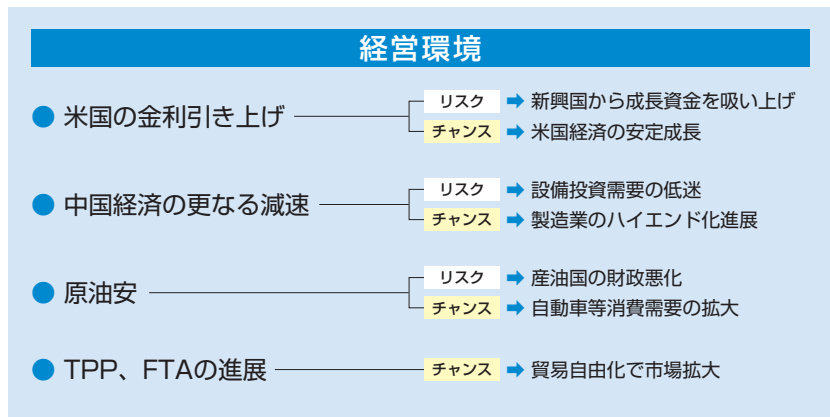 経営環境
● 米国の金利引き上げ
リスク ➡ 新興国から成長資金を吸い上げ
チャンス ➡ 米国経済の安定成長
● 中国経済の更なる減速
リスク ➡ 設備投資需要の低迷
チャンス ➡ 製造業のハイエンド化進展
● 原油安
リスク ➡ 産油国の財政悪化
チャンス ➡ 自動車等消費需要の拡大
● TPP、FTAの進展
チャンス ➡ 貿易自由化で市場拡大